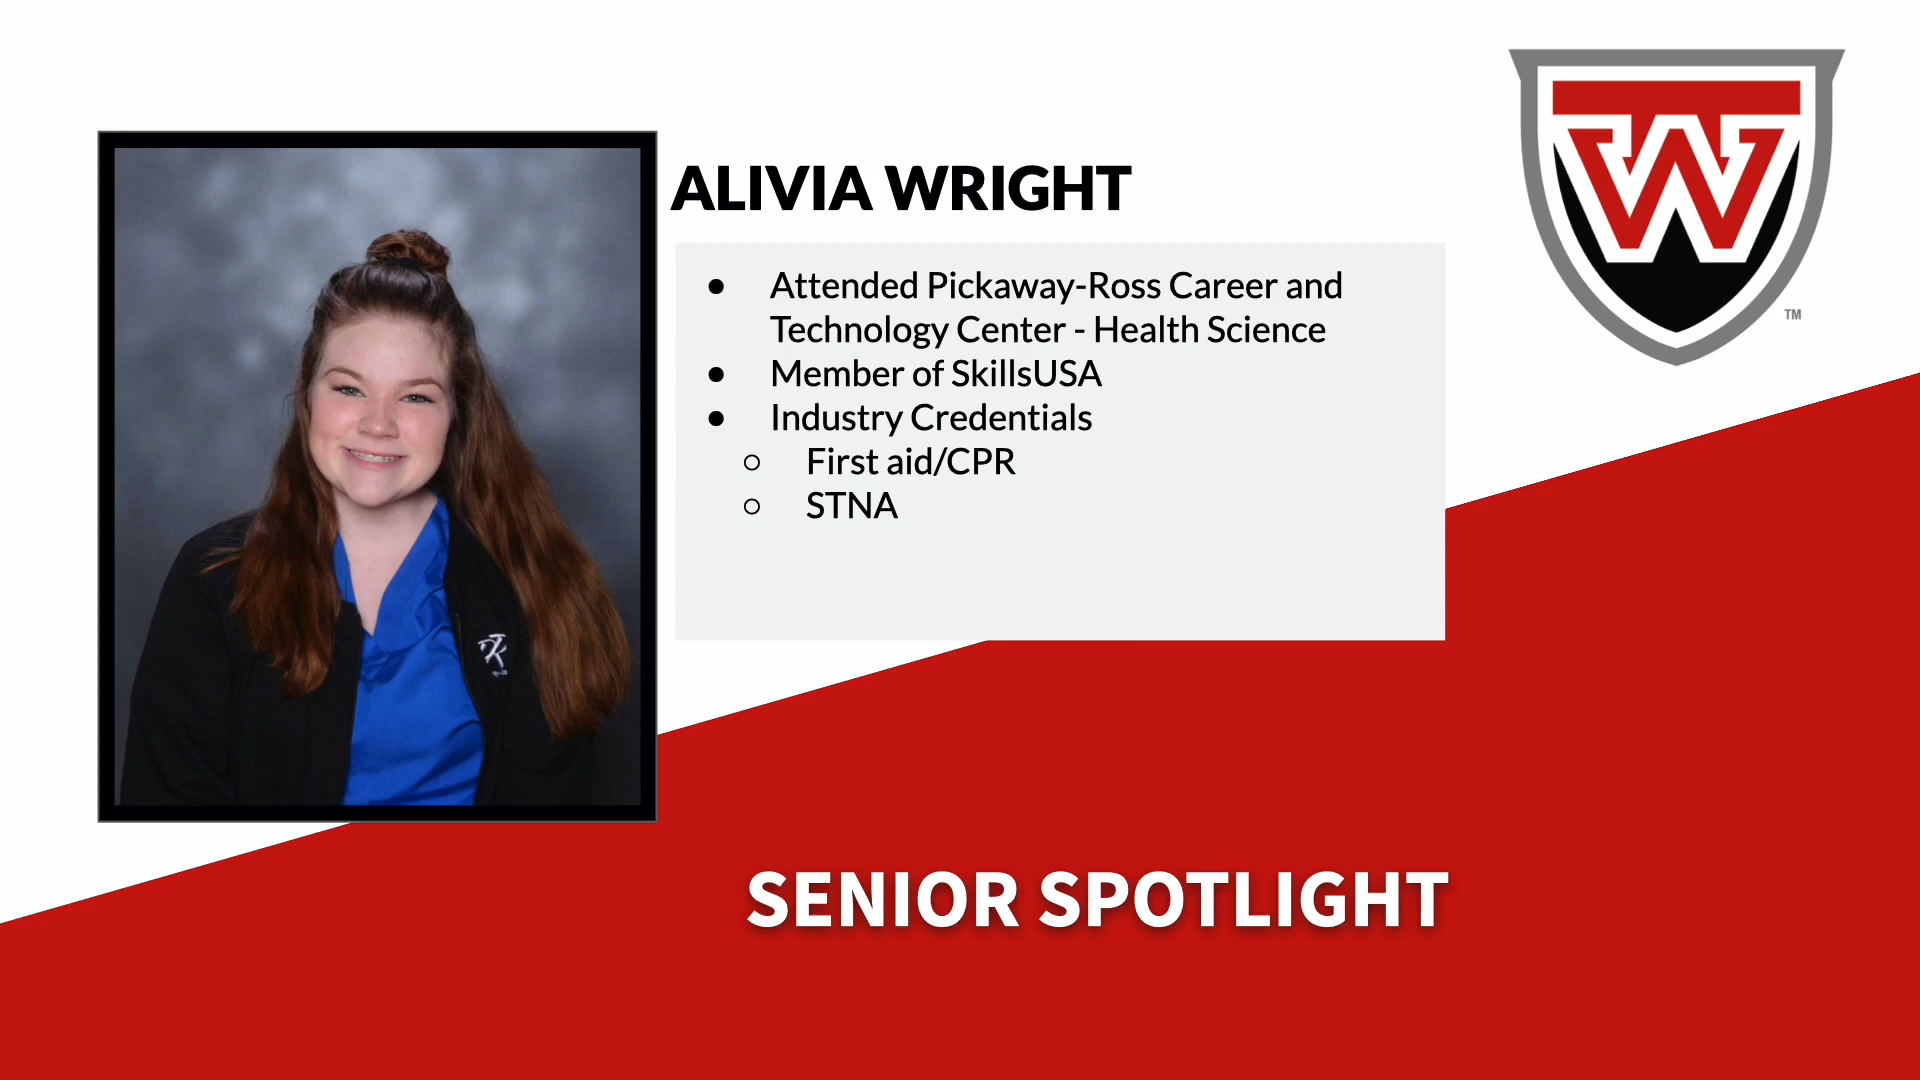 ALIVIA WRIGHT
● Attended Pickaway-Ross Career and
Technology Center - Health Science
● Member of SkillsUSA
● Industry Credentials
○ First aid/CPR
○ STNA
W
TM
SENIOR SPOTLIGHT